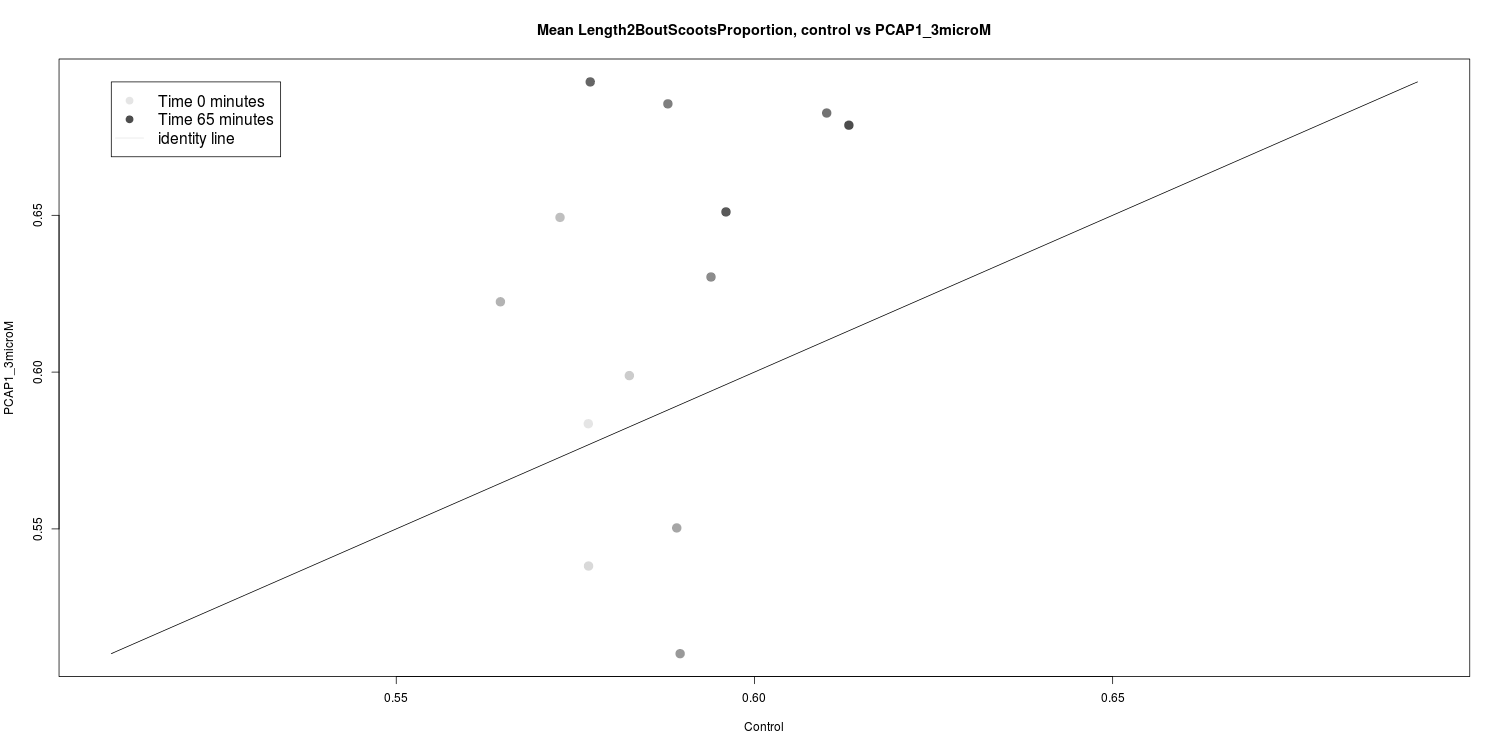 Mean Length2BoutScootsProportion, control vs PCAP1_3microM
Time 0 minutes
Time 65 minutes
identity line
PCAP1_3microM
0.65
0.60
0.55
0.55
0.60
0.65
Control